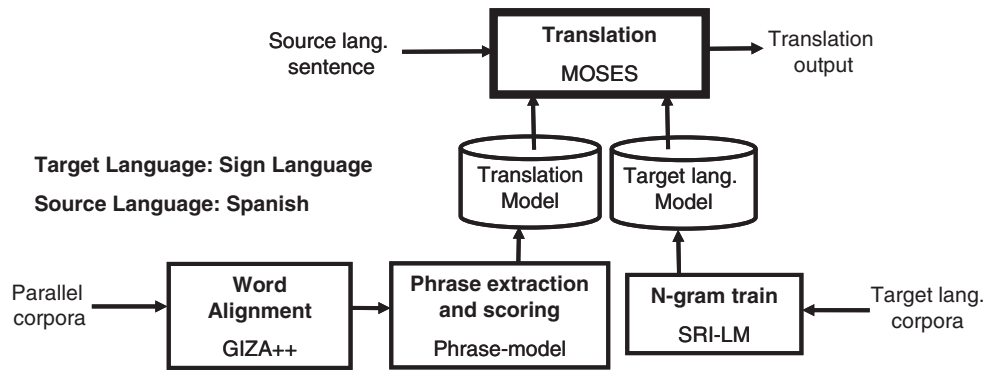 Source lang.
sentence
Translation
MOSES
Translation
output
Target Language: Sign Language
Source Language: Spanish
Translation
Model
Target lang.
Model
Parallel
corpora
Word
Alignment
GIZA++
Phrase extraction
and scoring
Phrase-model
N-gram train
SRI-LM
Target lang.
corpora